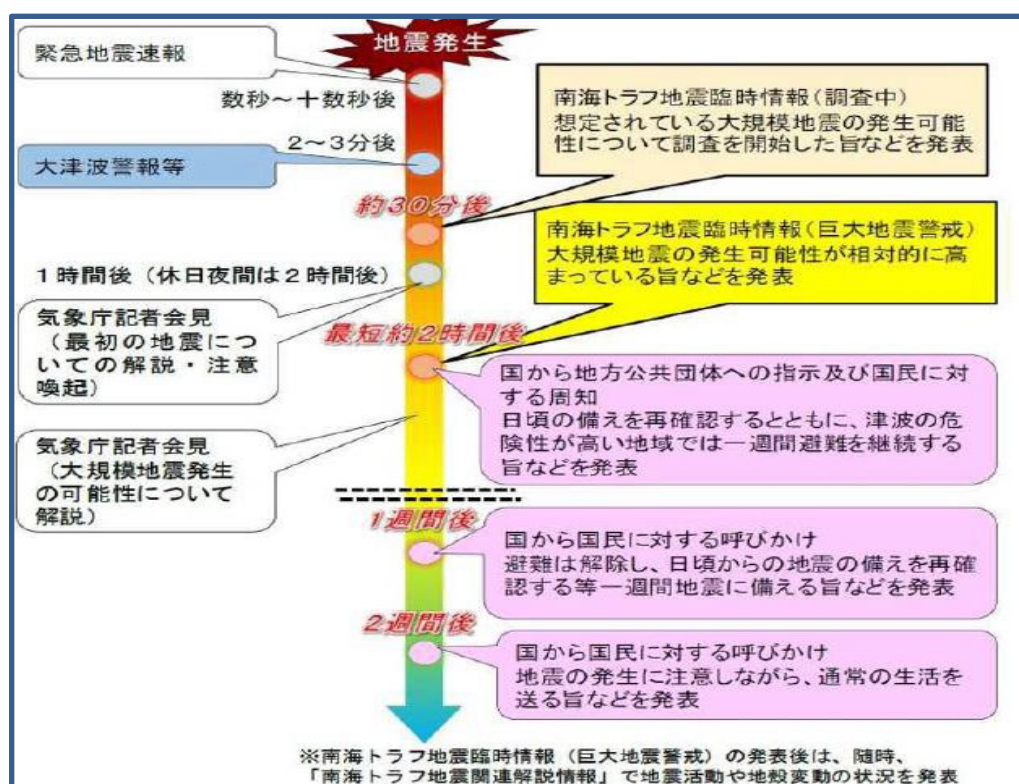 地震発生
緊急地震速報
数秒~十数秒後
2~3分後
大津波警報等
約30分後
南海トラフ地震臨時情報(調査中)
想定されている大規模地震の発生可能
性について調査を開始した旨などを発表
1時間後(休日夜間は2時間後)
気象庁記者会見
(最初の地震につ
いての解説・注意
喚起)
最短約2時間後
南海トラフ地震臨時情報(巨大地震警戒)
大規模地震の発生可能性が相対的に高
まっている旨などを発表
国から地方公共団体への指示及び国民に対
する周知
日頃の備えを再確認するとともに、津波の危
険性が高い地域では一週間避難を継続する
旨などを発表
気象庁記者会見
(大規模地震発生
の可能性について
解説)
1週間後
国から国民に対する呼びかけ
避難は解除し、日頃からの地震の備えを再確
認する等一週間地震に備える旨などを発表
2週間後
国から国民に対する呼びかけ
地震の発生に注意しながら、通常の生活を
送る旨などを発表
※南海トラフ地震臨時情報(巨大地震警戒)の発表後は、随時、
「南海トラフ地震関連解説情報」で地震活動や地殻変動の状況を発表